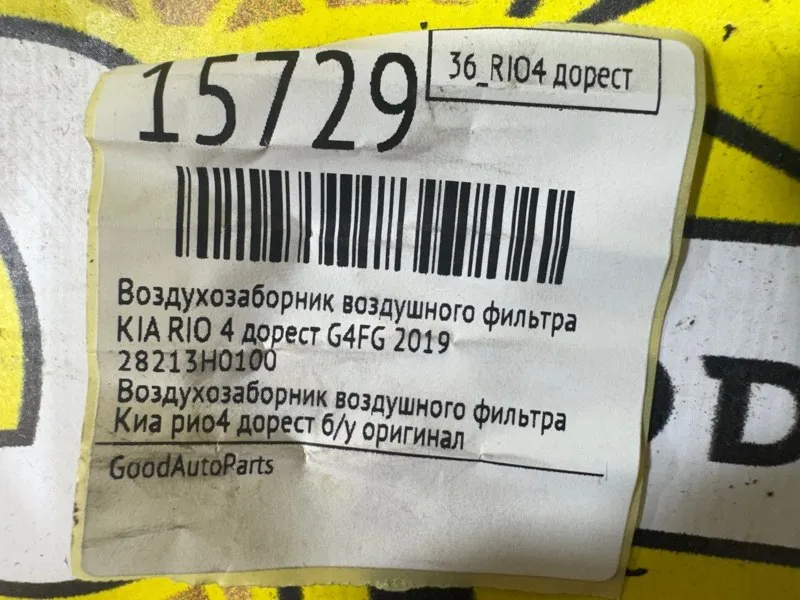 15729
36_RIO4 дорест
Воздухозаборник воздушного фильтра
KIA RIO 4 дорест G4FG 2019
28213H0100
Воздухозаборник воздушного фильтра
Киа рио4 дорест б/у оригинал
GoodAutoParts
D